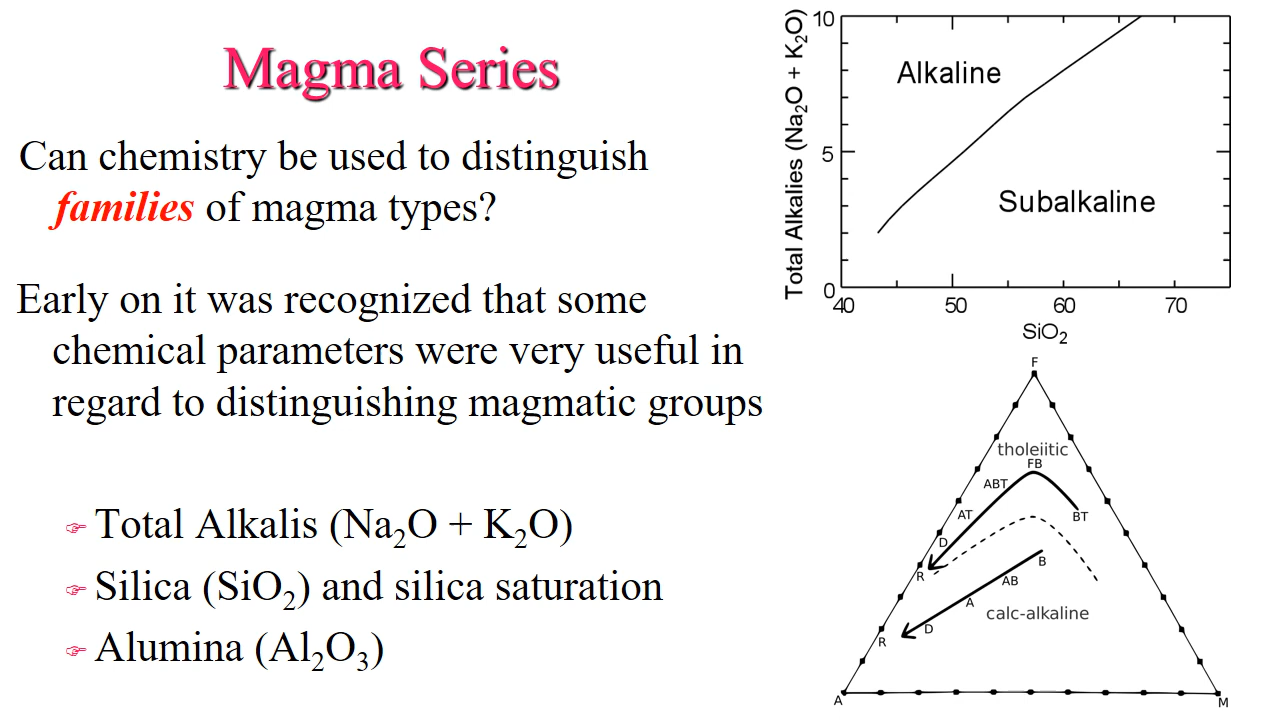 Magma Series
Can chemistry be used to distinguish
families of magma types?
Early on it was recognized that some
chemical parameters were very useful in
regard to distinguishing magmatic groups
Total Alkalis (Na₂O + K₂O)
Silica (SiO₂) and silica saturation
Alumina (Al₂O₃)
Total Alkalies (Na₂O + K₂O)
10
5
0
Alkaline
Subalkaline
40 50 60 70
SiO₂
F
tholeiitic
FB
ABT
AT
BT
D
R
B
AB
A
calc-alkaline
D
R
A
M